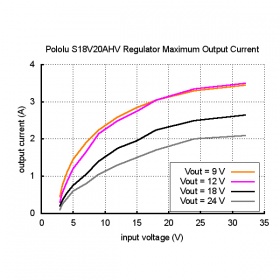 Pololu S18V20AHV Regulator Maximum Output Current
output current (A)
4
3
2
1
0
Vout = 9 V
Vout = 12 V
Vout = 18 V
Vout = 24 V
0 5 10 15 20 25 30 35
input voltage (V)